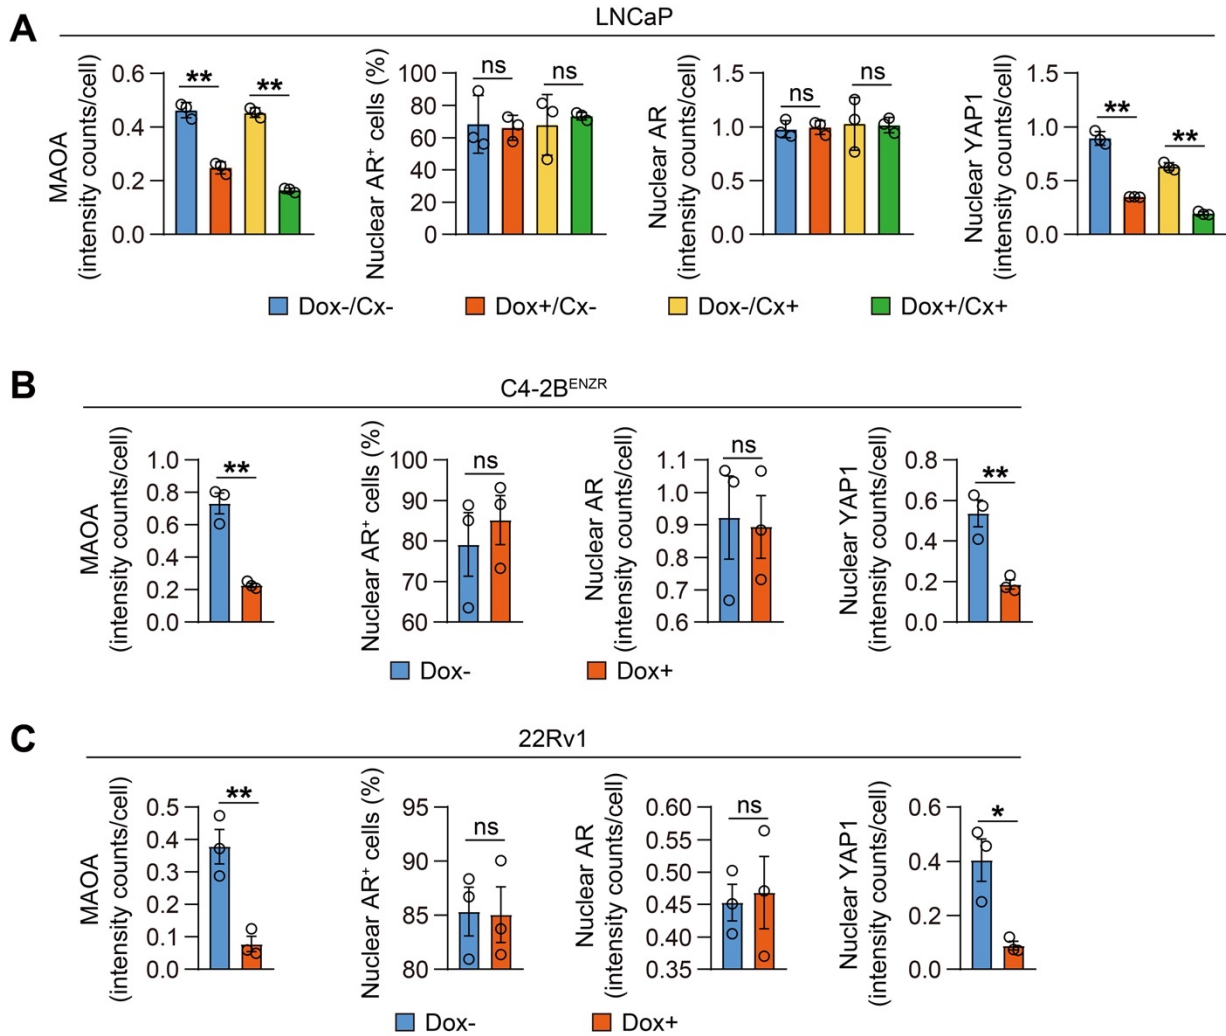 A
LNCaP
MAOA
(intensity counts/cell)
0.6
0.4
0.2
0.0
**
**
Nuclear AR⁺ cells (%)
100
80
60
40
20
0
ns
ns
Nuclear AR
(intensity counts/cell)
1.5
1.0
0.5
0.0
ns
ns
Nuclear YAP1
(intensity counts/cell)
1.5
1.0
0.5
0.0
**
**
Dox-/Cx-
Dox+/Cx-
Dox-/Cx+
Dox+/Cx+
B
C4-2Bᴱᴺᶻᴿ
MAOA
(intensity counts/cell)
1.0
0.8
0.6
0.4
0.2
0.0
**
Nuclear AR⁺ cells (%)
100
90
80
70
60
ns
Nuclear AR
(intensity counts/cell)
1.1
1.0
0.9
0.8
0.7
0.6
ns
Nuclear YAP1
(intensity counts/cell)
0.8
0.6
0.4
0.2
0.0
**
Dox-
Dox+
C
22Rv1
MAOA
(intensity counts/cell)
0.5
0.4
0.3
0.2
0.1
0.0
**
Nuclear AR⁺ cells (%)
95
90
85
80
ns
Nuclear AR
(intensity counts/cell)
0.60
0.55
0.50
0.45
0.40
0.35
ns
Nuclear YAP1
(intensity counts/cell)
0.6
0.4
0.2
0.0
*
Dox-
Dox+